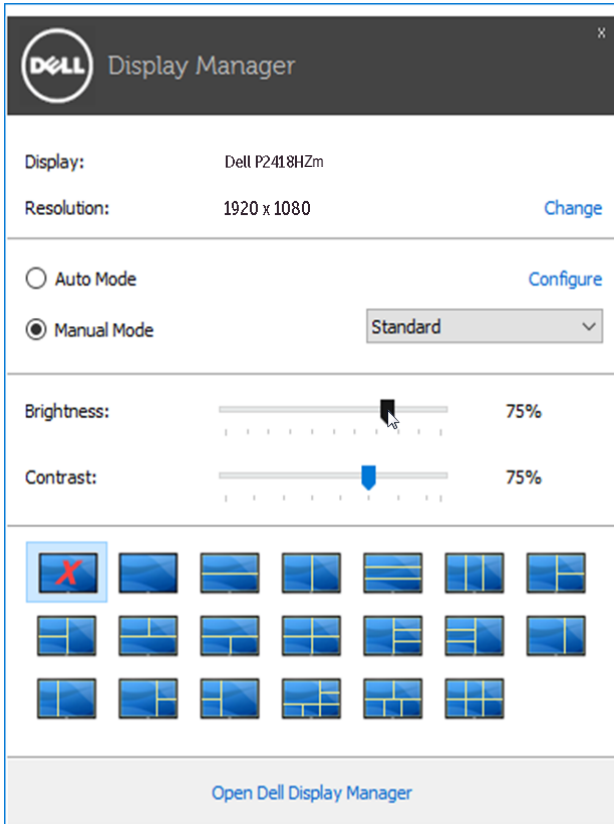 DELL Display Manager X
Display: Dell P2418HZm
Resolution: 1920 x 1080 Change
Auto Mode Configure
Manual Mode Standard
Brightness: 75%
Contrast: 75%
Open Dell Display Manager